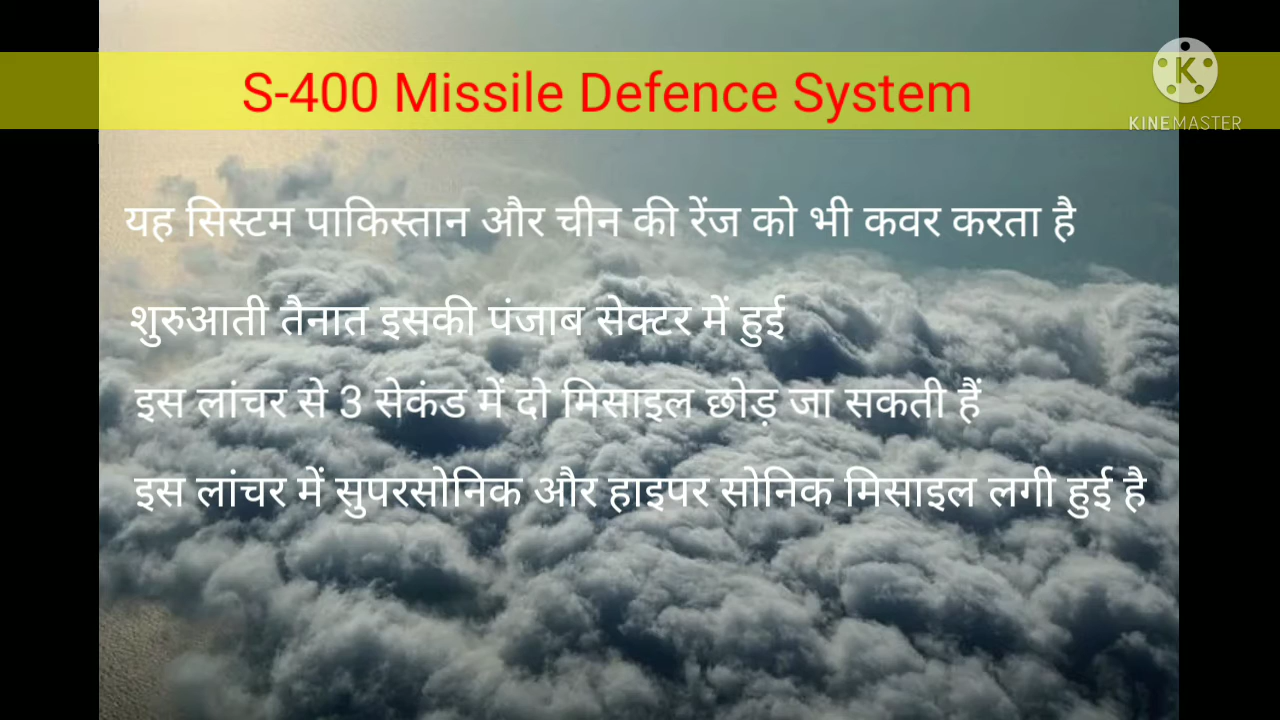 S-400 Missile Defence System
KINEMASTER
यह सिस्टम पाकिस्तान और चीन की रेंज को भी कवर करता है
शुरुआती तैनात इसकी पंजाब सेक्टर में हुई
इस लांचर से 3 सेकंड में दो मिसाइल छोड़ जा सकती हैं
इस लांचर में सुपरसोनिक और हाइपर सोनिक मिसाइल लगी हुई है